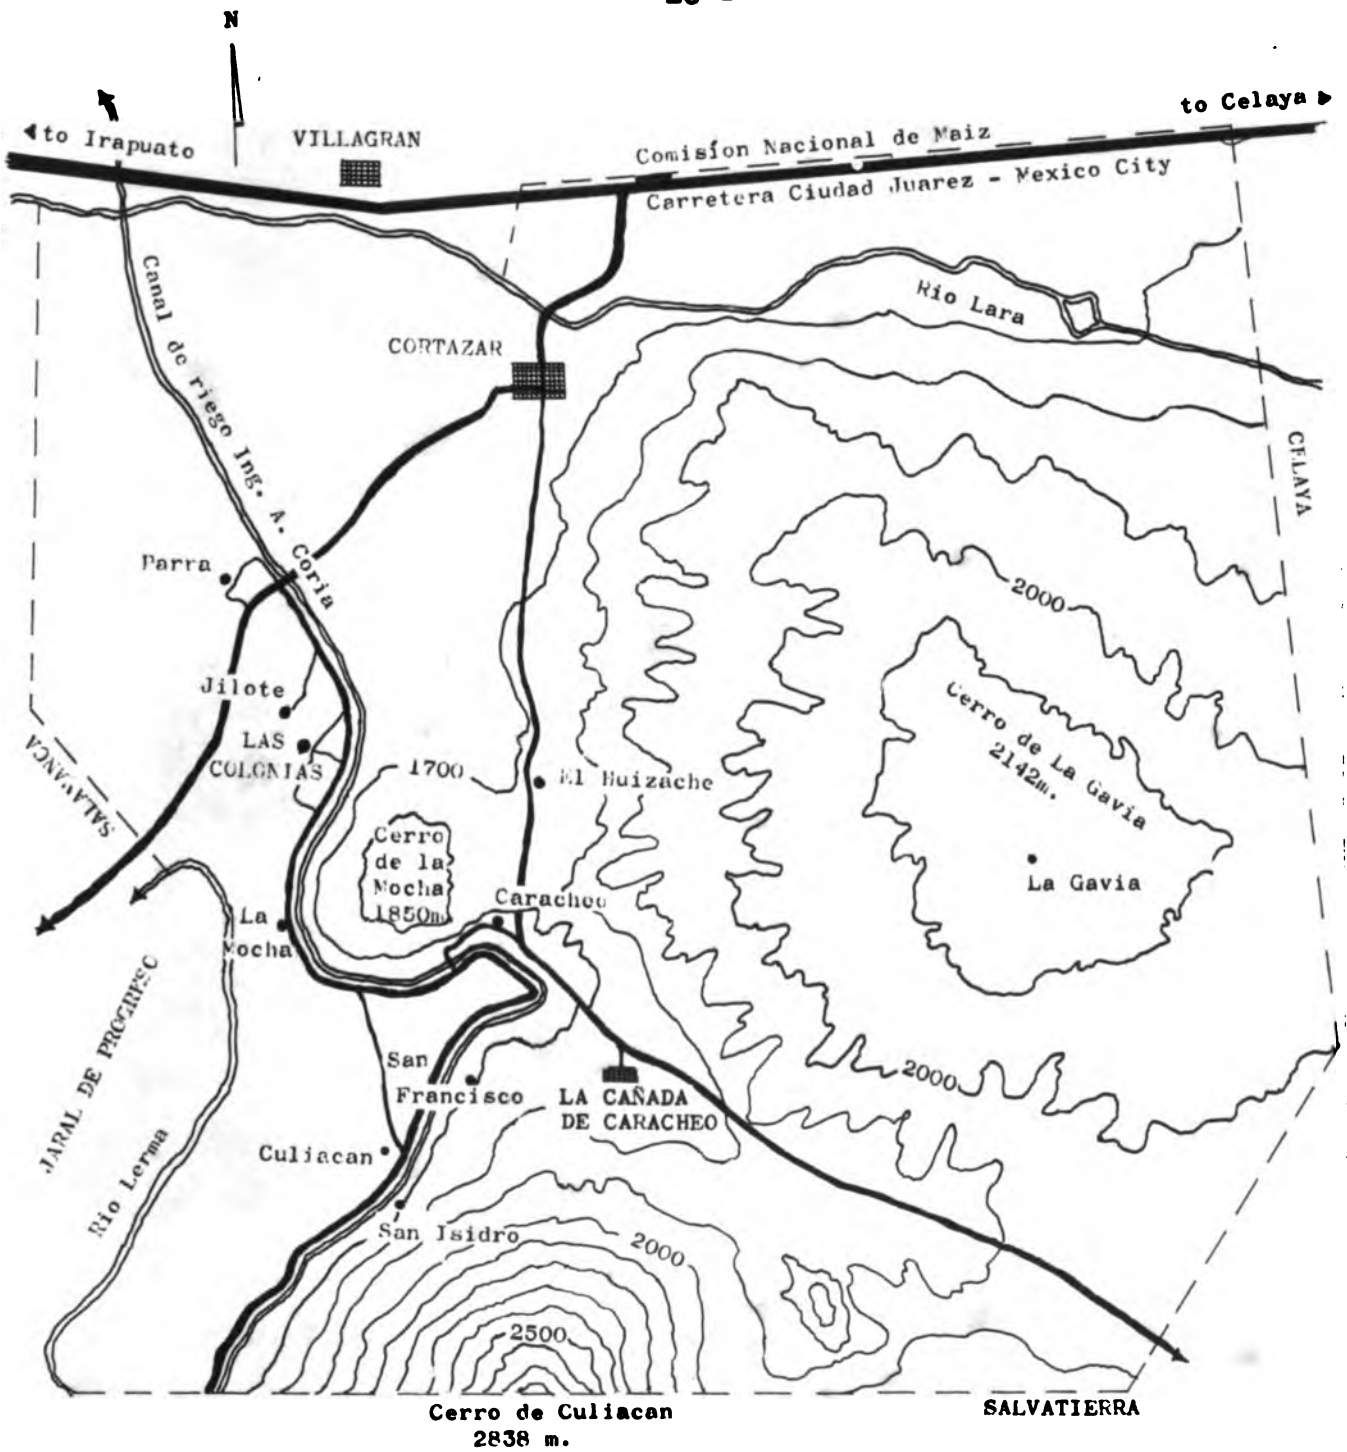 N
to Celaya
to Irapuato
VILLAGRAN
Comisíon Nacional de Maiz
Carretera Ciudad Juarez - Mexico City
Canal de riego Ing. A. Coria
Rio Lara
CORTAZAR
CELAYA
Parra
2000
Jilote
LAS
COLONIAS
SALAMANCA
1700
El Huizache
Cerro de La Gavia
2142m.
Cerro
de la
Mocha
1850m
La Gavia
Caracheo
La
Mocha
JARAL DE PROGRESO
San
Francisco
LA CAÑADA
DE CARACHEO
2000
Culiacan
Rio Lerma
San Isidro
2000
2500
Cerro de Culiacan
2838 m.
SALVATIERRA